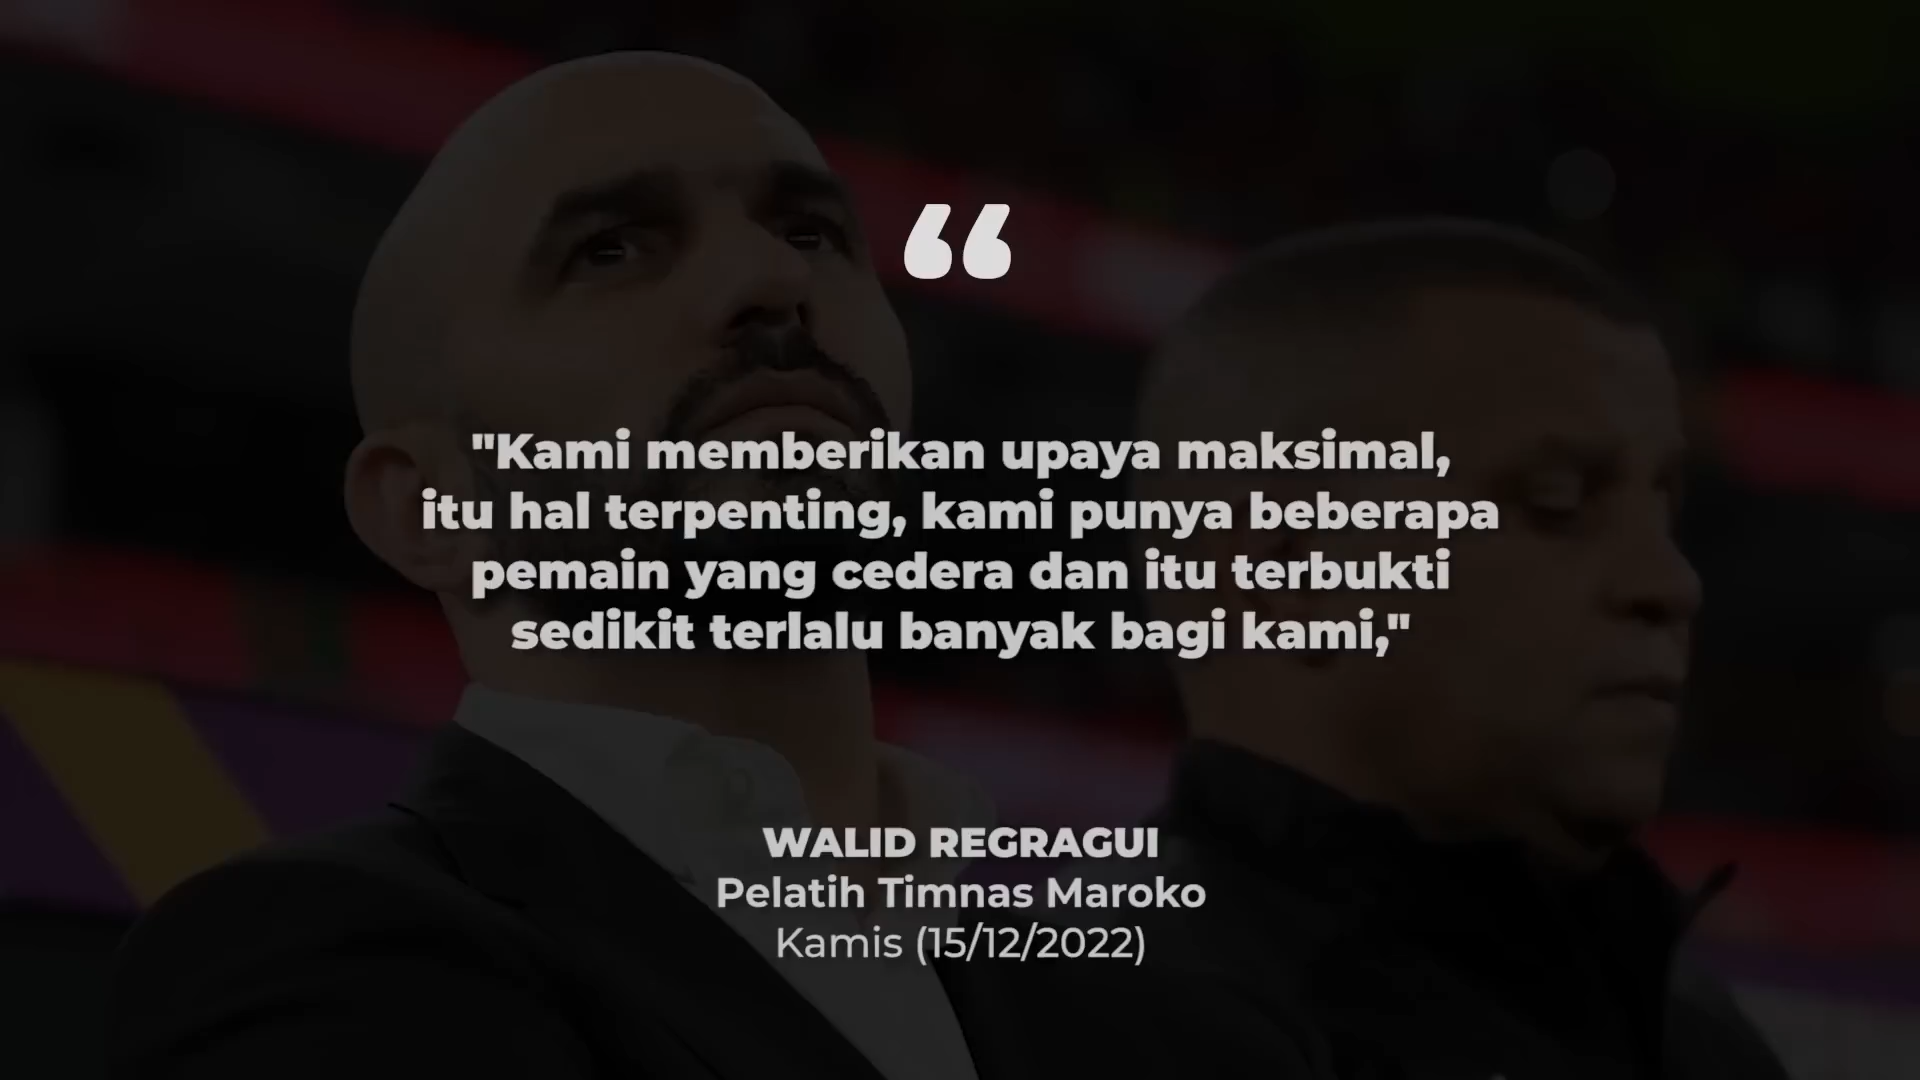 “
"Kami memberikan upaya maksimal,
itu hal terpenting, kami punya beberapa
pemain yang cedera dan itu terbukti
sedikit terlalu banyak bagi kami,"
WALID REGRAGUI
Pelatih Timnas Maroko
Kamis (15/12/2022)